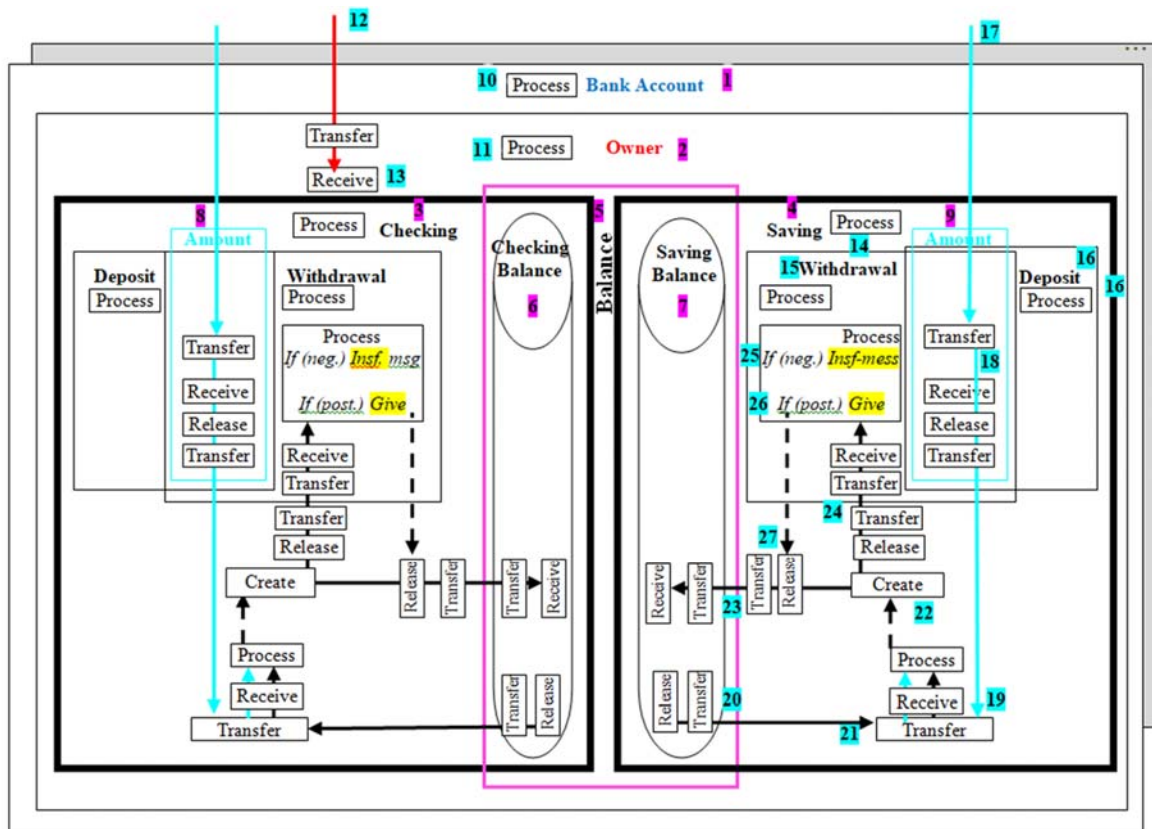 12
17
...
10 Process Bank Account 1
Transfer
11 Process Owner 2
Receive 13
8
3
5
4
9
Process
Checking
Saving
Process
14
Amount
Amount
Deposit
Process
Withdrawal
Process
Checking
Balance
6
Balance
Saving
Balance
7
15 Withdrawal
Process
16
Deposit
Process
16
Process
If (neg.) Insf. msg
If (post.) Give
Process
25 If (neg.) Insf-mess
26 If (post.) Give
Transfer
Receive
Release
Transfer
Transfer
18
Receive
Release
Transfer
Receive
Transfer
Transfer
Release
Create
Receive
Transfer
24 Transfer
Release
Create
22
27
Release
Transfer
Transfer
Receive
Receive
Transfer
23
Transfer
Release
Process
Receive
Transfer
Transfer
Release
Release
Transfer
20
21
Process
Receive
19
Transfer